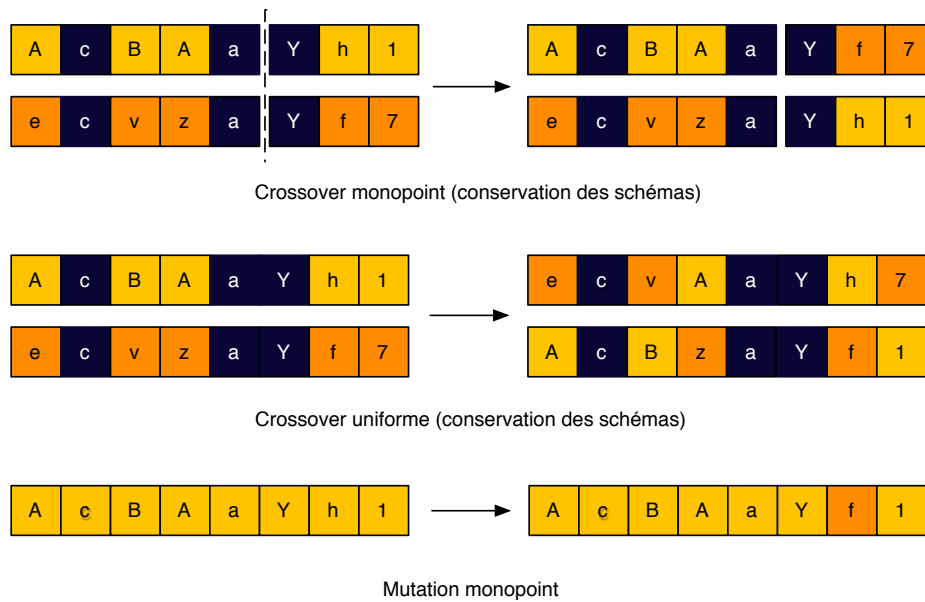 A c B A a Y h 1 A c B A a Y f 7
e c v z a Y f 7 e c v z a Y h 1
Crossover monopoint (conservation des schémas)
A c B A a Y h 1 e c v A a Y h 7
e c v z a Y f 7 A c B z a Y f 1
Crossover uniforme (conservation des schémas)
A c B A a Y h 1 A c B A a Y f 1
Mutation monopoint